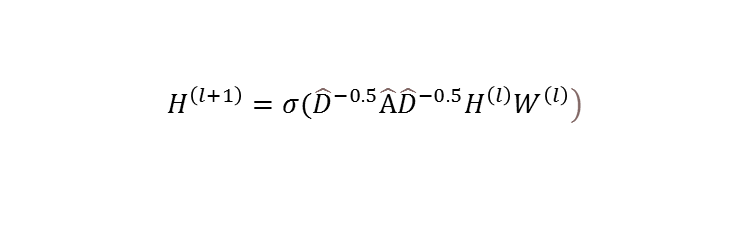 H^(l+1) = σ(D̂^−0.5 Â D̂^−0.5 H^(l) W^(l))